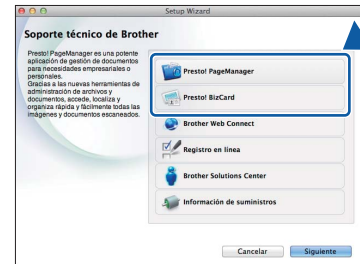 Setup Wizard
Soporte técnico de Brother
Presto! PageManager es una potente
aplicación de gestión de documentos
para necesidades empresariales o
personales.
Gracias a las nuevas herramientas de
administración de archivos y
documentos, accede, localiza y
organiza rápida y fácilmente todas las
imágenes y documentos escaneados.
Presto! PageManager
Presto! BizCard
Brother Web Connect
Registro en línea
Brother Solutions Center
Información de suministros
Cancelar
Siguiente